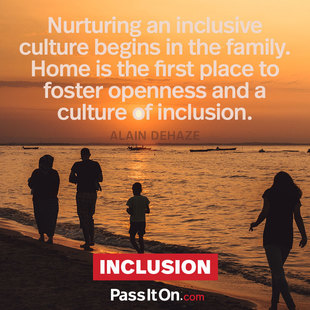 Nurturing an inclusive
culture begins in the family.
Home is the first place to
foster openness and a
culture of inclusion.
ALAIN DEHAZE
INCLUSION
PassItOn.com